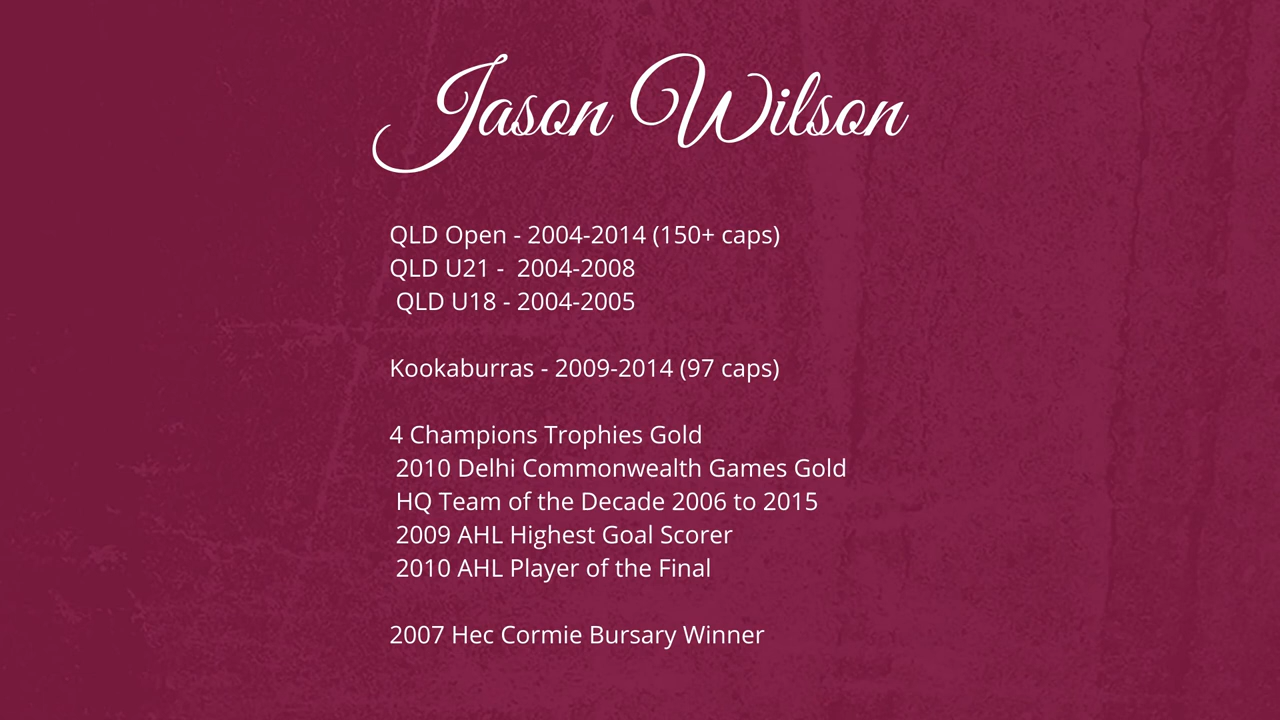 Jason Wilson
QLD Open - 2004-2014 (150+ caps)
QLD U21 -  2004-2008
QLD U18 - 2004-2005
Kookaburras - 2009-2014 (97 caps)
4 Champions Trophies Gold
2010 Delhi Commonwealth Games Gold
HQ Team of the Decade 2006 to 2015
2009 AHL Highest Goal Scorer
2010 AHL Player of the Final
2007 Hec Cormie Bursary Winner